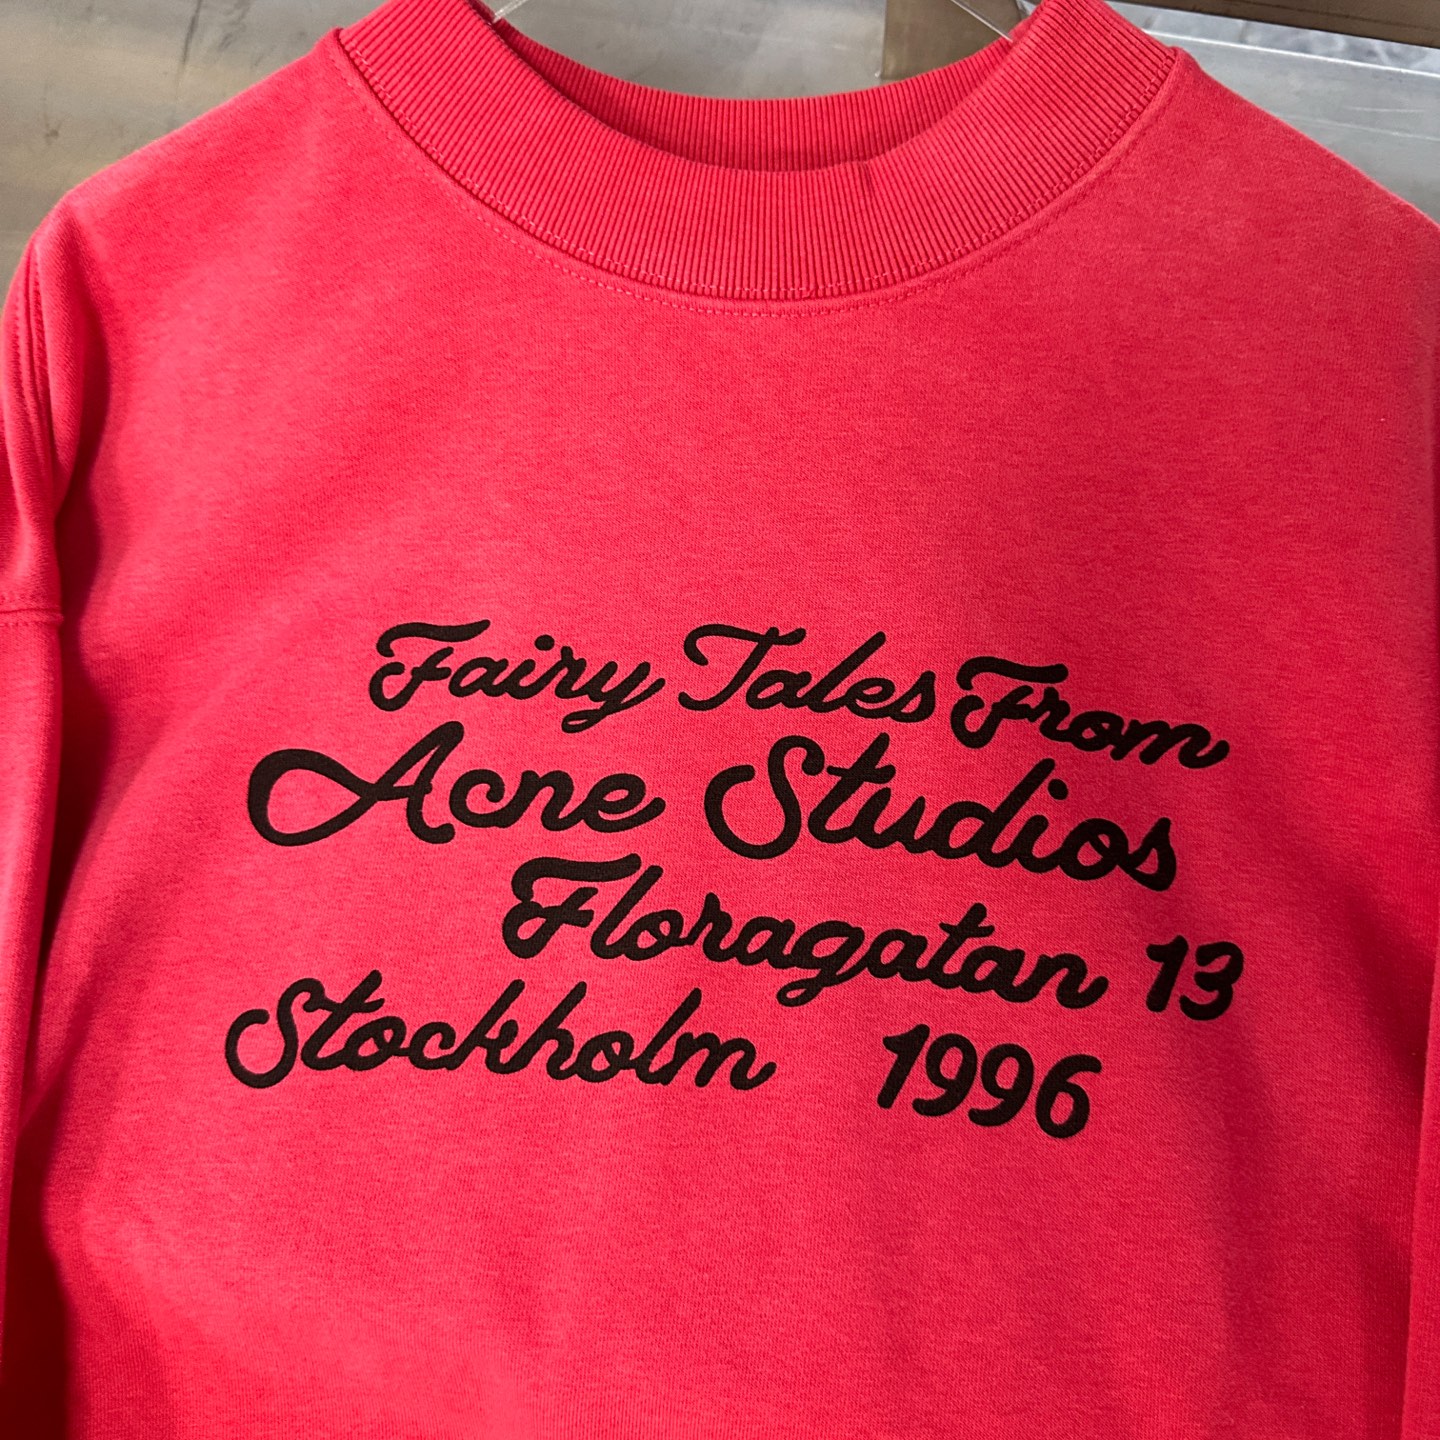 Fairy Tales From
Acne Studios
Floragatan 13
Stockholm 1996